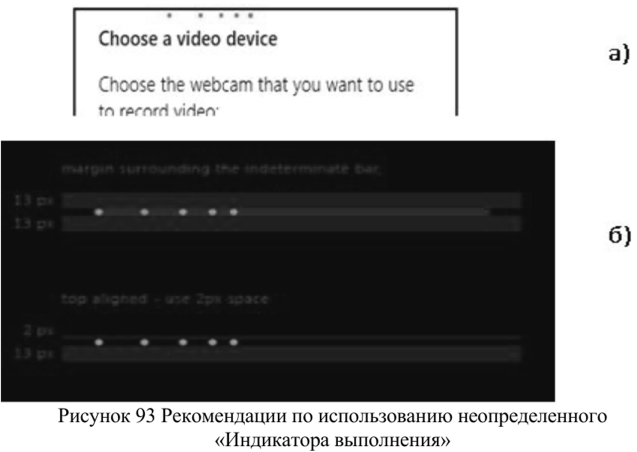 Choose a video device
а)
Choose the webcam that you want to use
to record video:
margin surrounding the indeterminate bar,
13 px
13 px
б)
top aligned - use 2px space
2 px
13 px
Рисунок 93 Рекомендации по использованию неопределенного
«Индикатора выполнения»